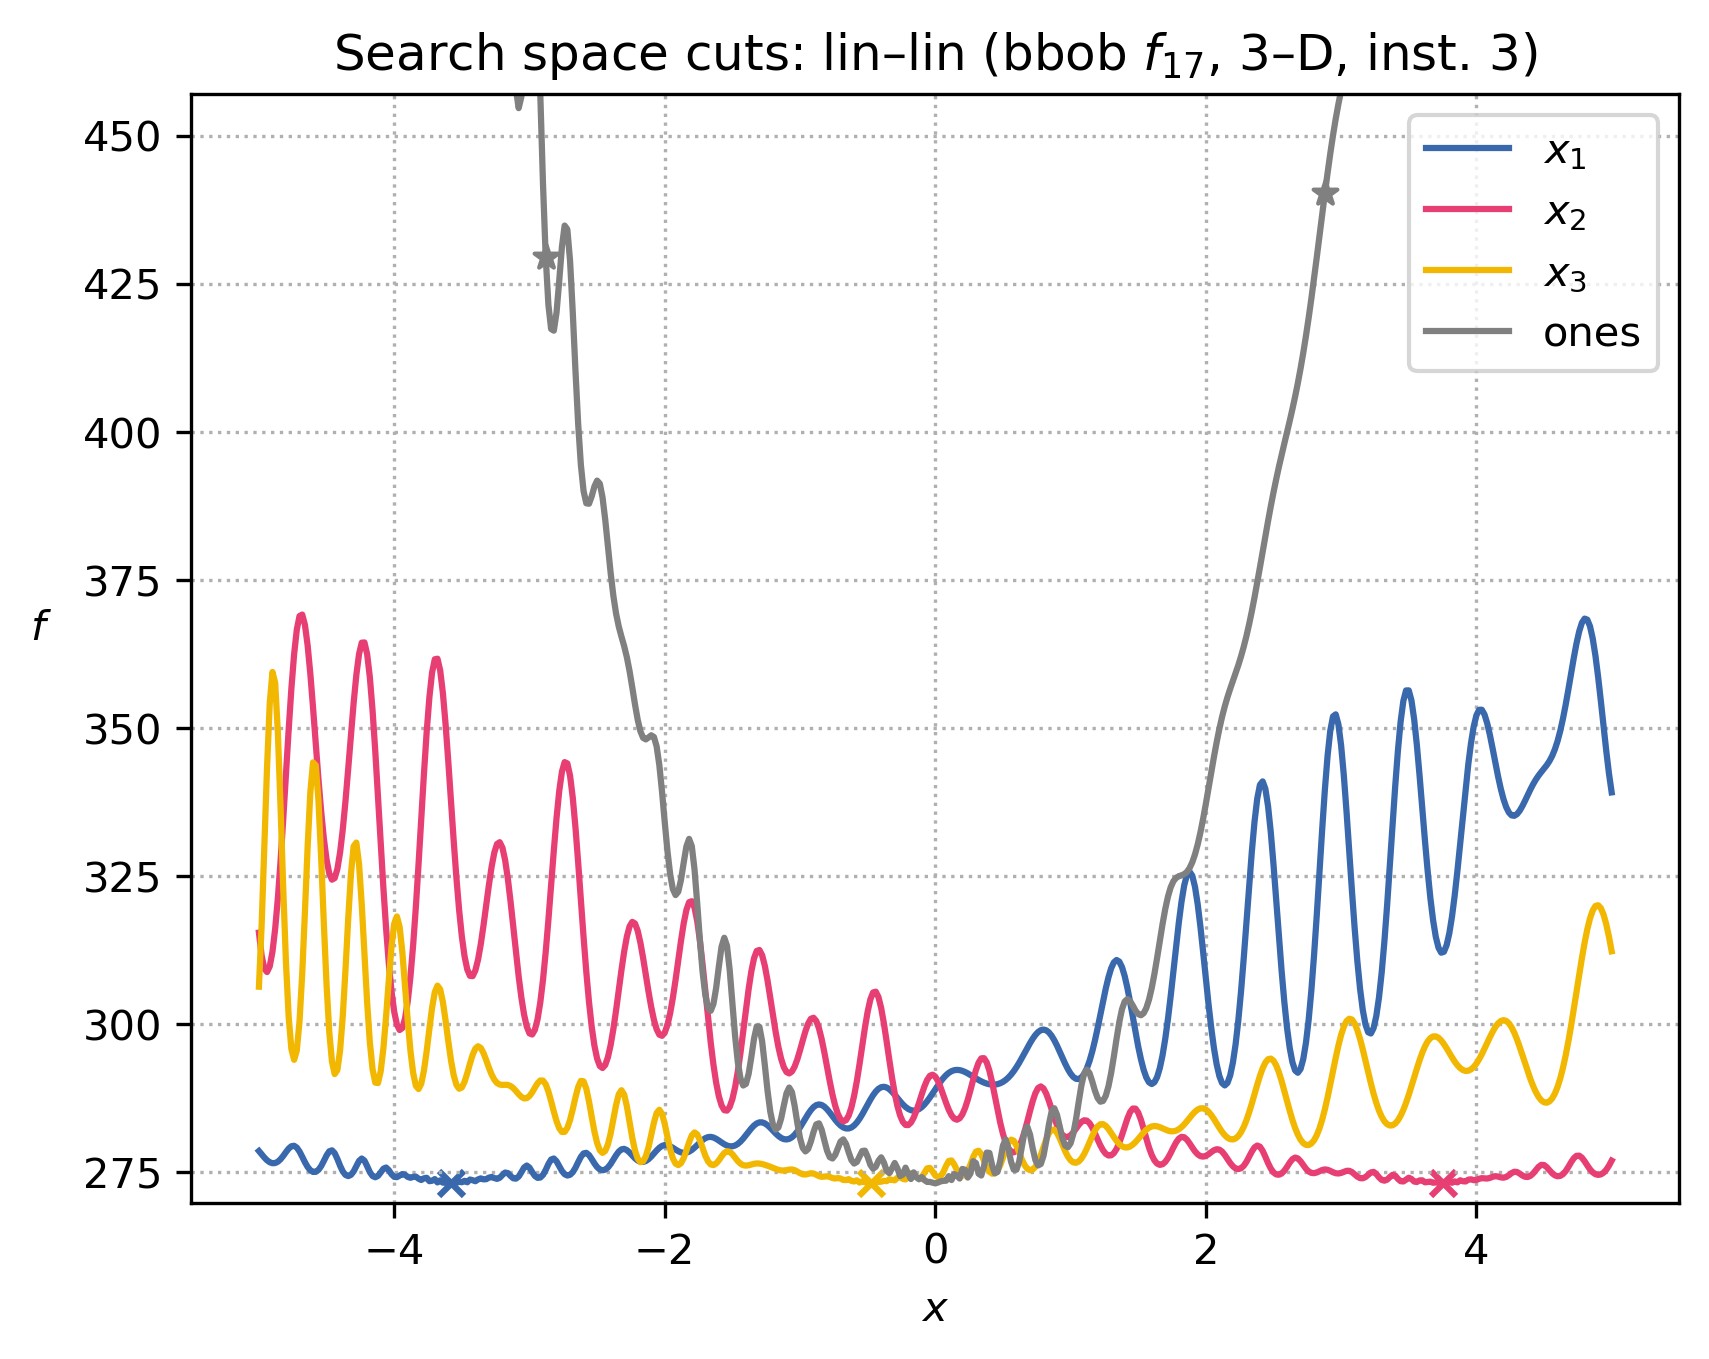 Search space cuts: lin–lin (bbob f₁₇, 3–D, inst. 3)
450
425
400
375
350
325
300
275
f
−4
−2
0
2
4
x
x₁
x₂
x₃
ones